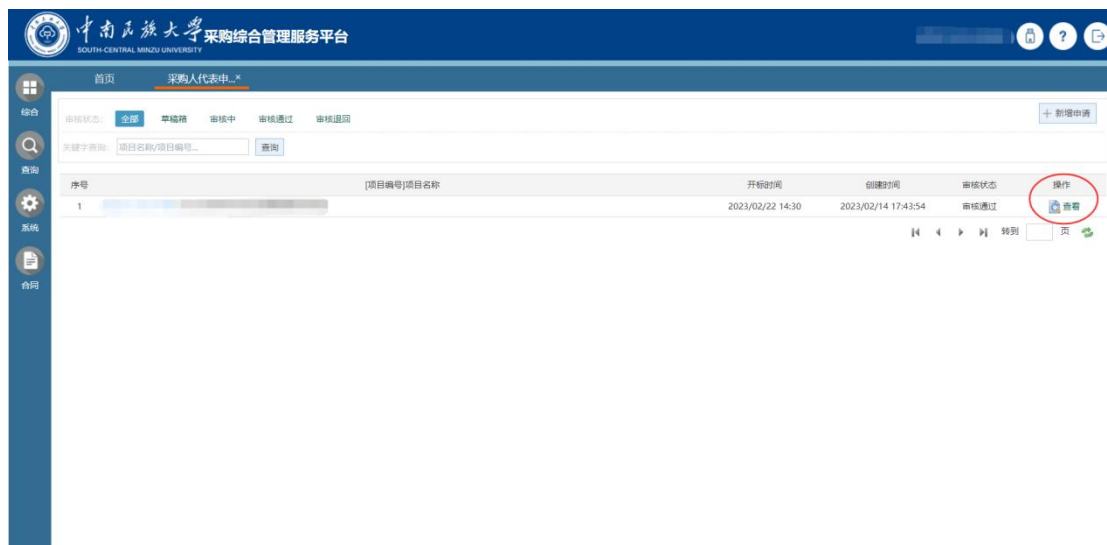 中南民族大学 采购综合管理服务平台
SOUTH-CENTRAL MINZU UNIVERSITY
首页 采购人代表申...×
综合
查询
系统
合同
审核状态: 全部 草稿箱 审核中 审核通过 审核退回
+ 新增申请
关键字查询: 项目名称/项目编号... 查询
序号 [项目编号]项目名称 开标时间 创建时间 审核状态 操作
1 2023/02/22 14:30 2023/02/14 17:43:54 审核通过 查看
转到 页